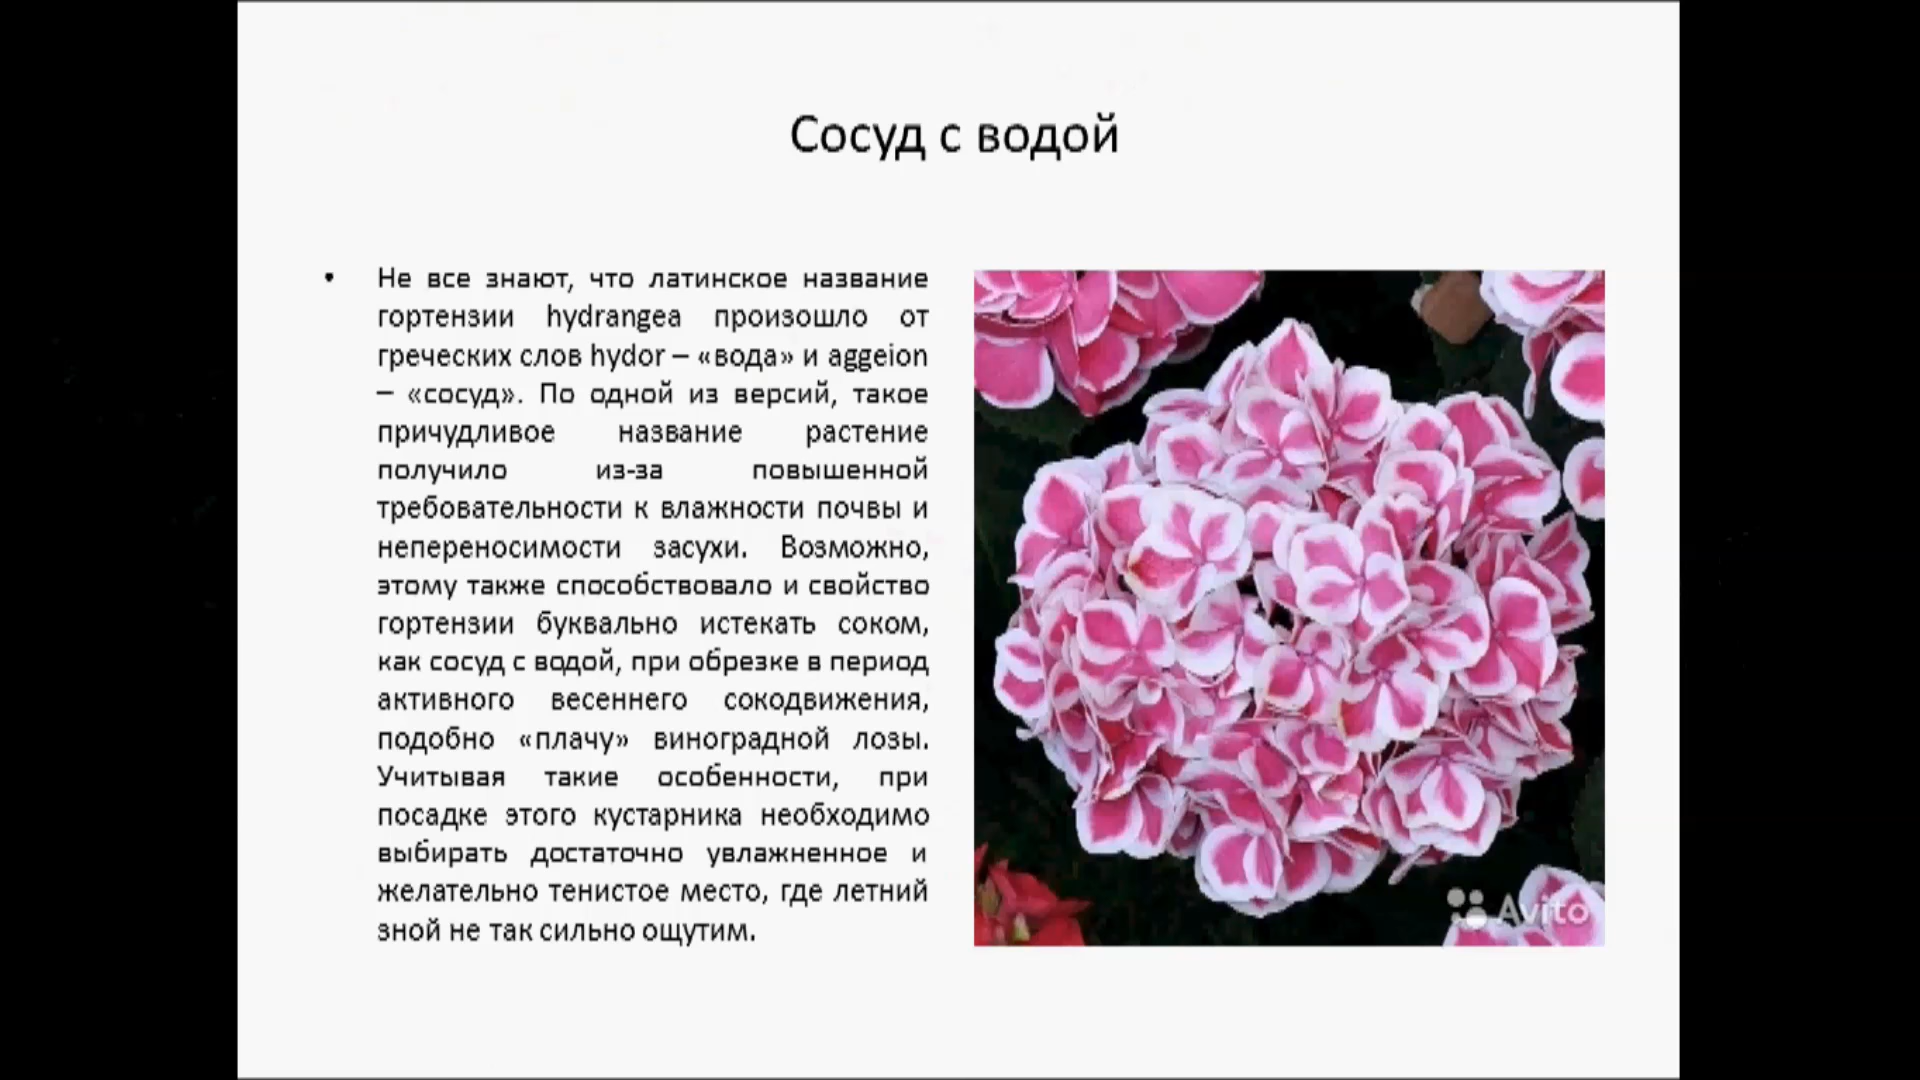 Сосуд с водой
• Не все знают, что латинское название
гортензии hydrangea произошло от
греческих слов hydor – «вода» и aggeion
– «сосуд». По одной из версий, такое
причудливое название растение
получило из-за повышенной
требовательности к влажности почвы и
непереносимости засухи. Возможно,
этому также способствовало и свойство
гортензии буквально истекать соком,
как сосуд с водой, при обрезке в период
активного весеннего сокодвижения,
подобно «плачу» виноградной лозы.
Учитывая такие особенности, при
посадке этого кустарника необходимо
выбирать достаточно увлажненное и
желательно тенистое место, где летний
зной не так сильно ощутим.
Avito